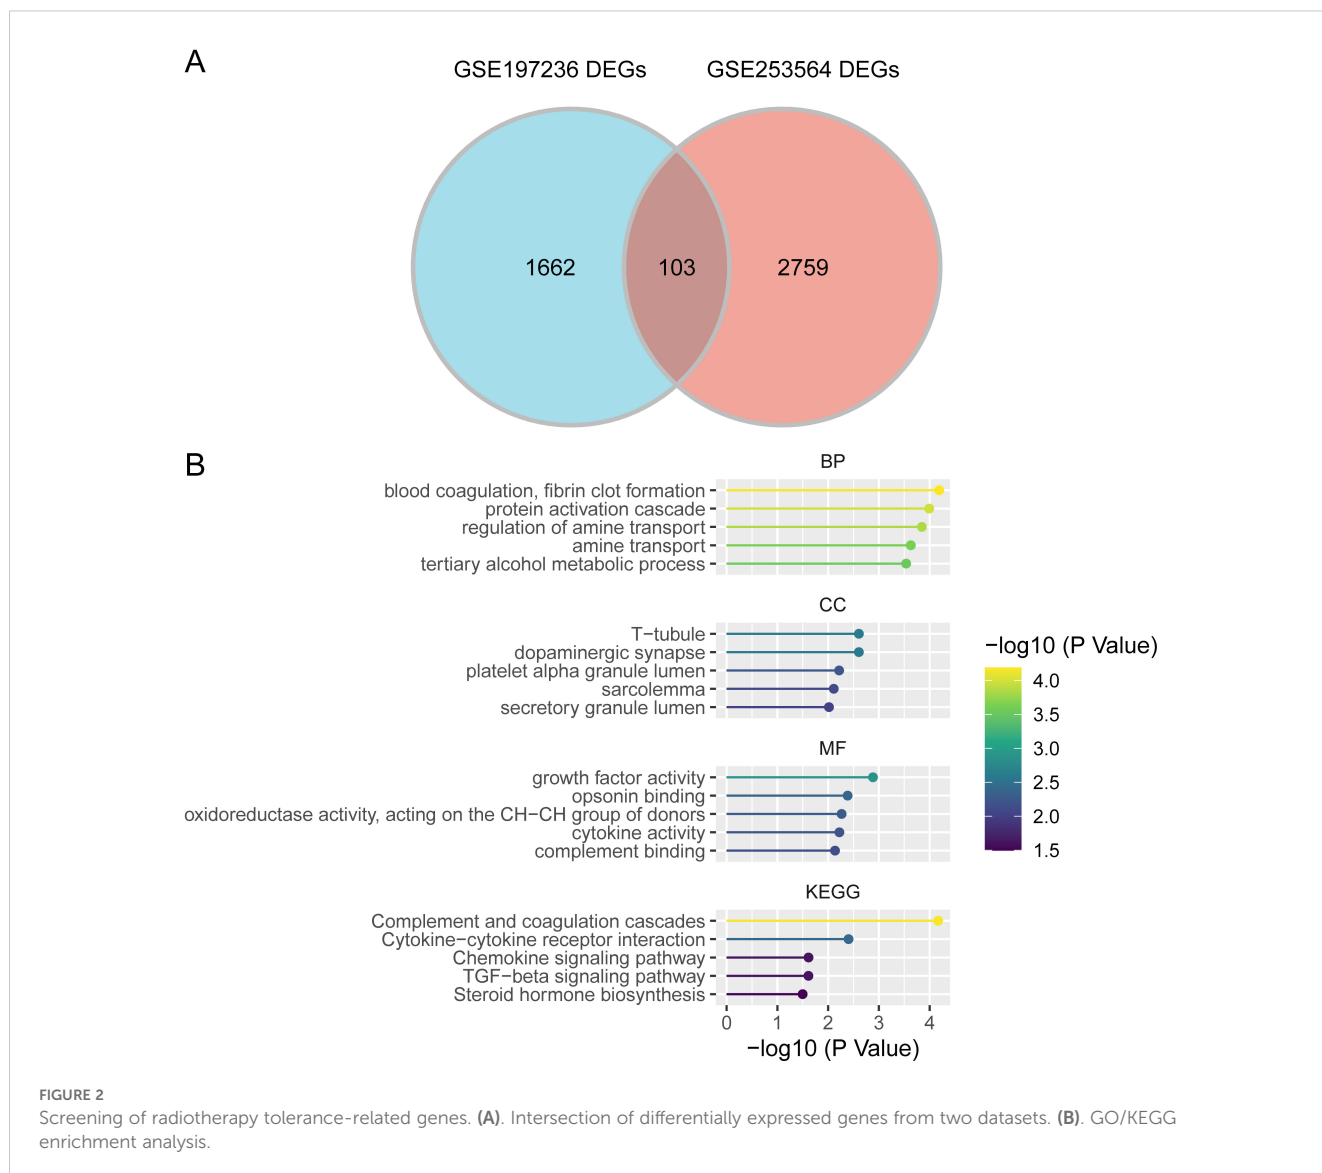 A
GSE197236 DEGs
GSE253564 DEGs
1662
103
2759
B
BP
blood coagulation, fibrin clot formation
protein activation cascade
regulation of amine transport
amine transport
tertiary alcohol metabolic process
CC
T−tubule
dopaminergic synapse
platelet alpha granule lumen
sarcolemma
secretory granule lumen
MF
growth factor activity
opsonin binding
oxidoreductase activity, acting on the CH−CH group of donors
cytokine activity
complement binding
KEGG
Complement and coagulation cascades
Cytokine−cytokine receptor interaction
Chemokine signaling pathway
TGF−beta signaling pathway
Steroid hormone biosynthesis
0 1 2 3 4
−log10 (P Value)
−log10 (P Value)
4.0
3.5
3.0
2.5
2.0
1.5
FIGURE 2
Screening of radiotherapy tolerance-related genes. (A). Intersection of differentially expressed genes from two datasets. (B). GO/KEGG
enrichment analysis.